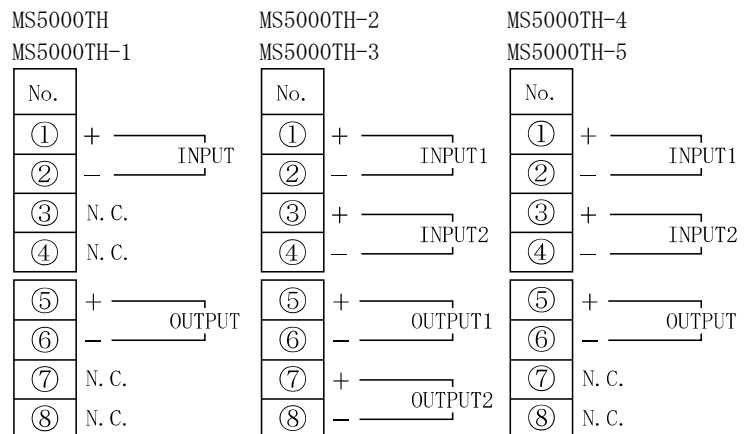 MS5000TH
MS5000TH-1
No.
① +
INPUT
② −
③ N.C.
④ N.C.
⑤ +
OUTPUT
⑥ −
⑦ N.C.
⑧ N.C.
MS5000TH-2
MS5000TH-3
No.
① +
INPUT1
② −
③ +
INPUT2
④ −
⑤ +
OUTPUT1
⑥ −
⑦ +
OUTPUT2
⑧ −
MS5000TH-4
MS5000TH-5
No.
① +
INPUT1
② −
③ +
INPUT2
④ −
⑤ +
OUTPUT
⑥ −
⑦ N.C.
⑧ N.C.